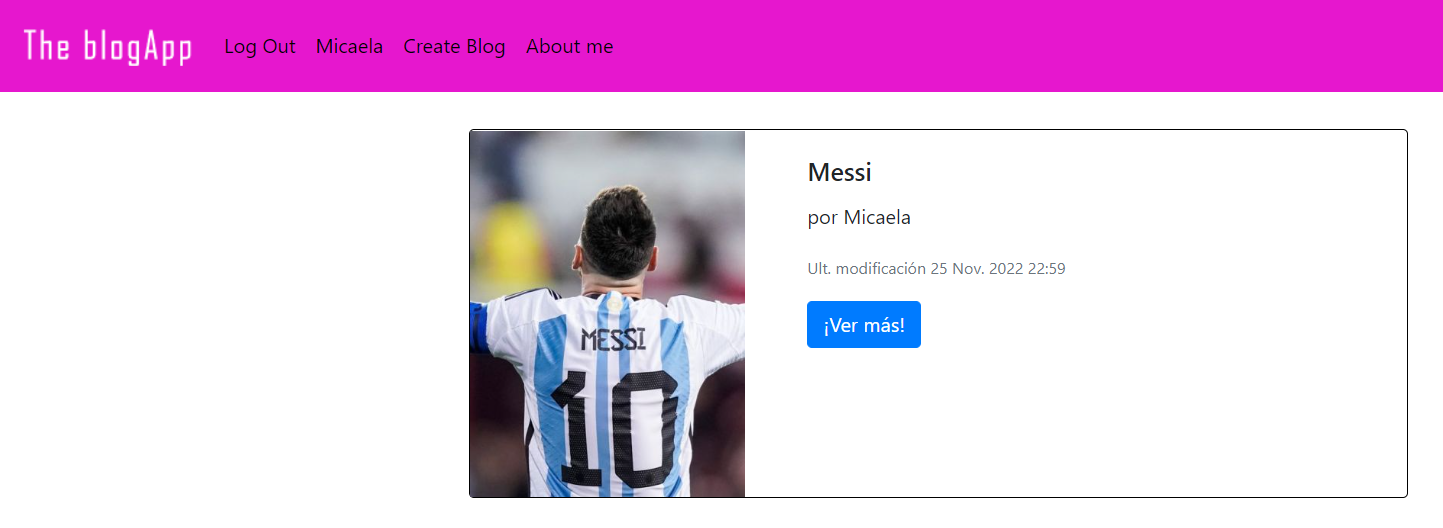 The blogApp
Log Out Micaela Create Blog About me
Messi
por Micaela
Ult. modificación 25 Nov. 2022 22:59
¡Ver más!
MESSI
10